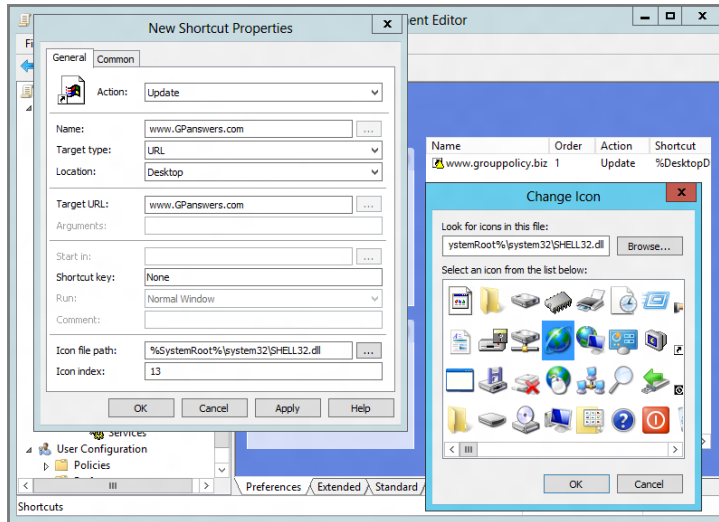 New Shortcut Properties
x
ent Editor
x
Fi
General
Common
Action:
Update
Name:
www.GPanswers.com
...
Target type:
URL
Location:
Desktop
Target URL:
www.GPanswers.com
...
Arguments:
Start in:
...
Shortcut key:
None
Run:
Normal Window
Comment:
Icon file path:
%SystemRoot%\system32\SHELL32.dll
...
Icon index:
13
OK
Cancel
Apply
Help
Name
Order
Action
Shortcut
www.grouppolicy.biz
1
Update
%DesktopD
Change Icon
x
Look for icons in this file:
ystemRoot%\system32\SHELL32.dll
Browse...
Select an icon from the list below:
OK
Cancel
Services
User Configuration
Policies
Preferences
Extended
Standard
Shortcuts